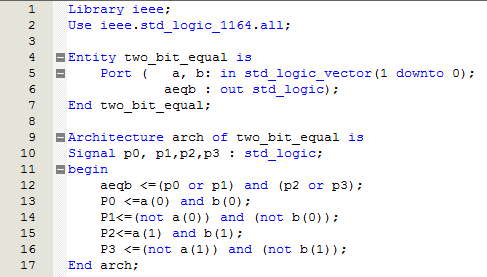 1 Library ieee;
2 Use ieee.std_logic_1164.all;
3
4 Entity two_bit_equal is
5 Port ( a, b: in std_logic_vector(1 downto 0);
6 aeqb : out std_logic);
7 End two_bit_equal;
8
9 Architecture arch of two_bit_equal is
10 Signal p0, p1,p2,p3 : std_logic;
11 begin
12 aeqb <=(p0 or p1) and (p2 or p3);
13 P0 <=a(0) and b(0);
14 P1<=(not a(0)) and (not b(0));
15 P2<=a(1) and b(1);
16 P3 <=(not a(1)) and (not b(1));
17 End arch;